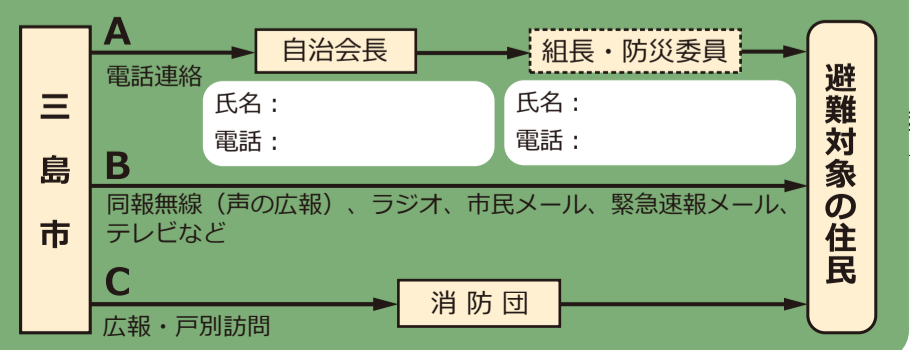 三島市
A
電話連絡
自治会長
組長・防災委員
氏名：
電話：
氏名：
電話：
B
同報無線（声の広報）、ラジオ、市民メール、緊急速報メール、
テレビなど
C
広報・戸別訪問
消防団
避難対象の住民